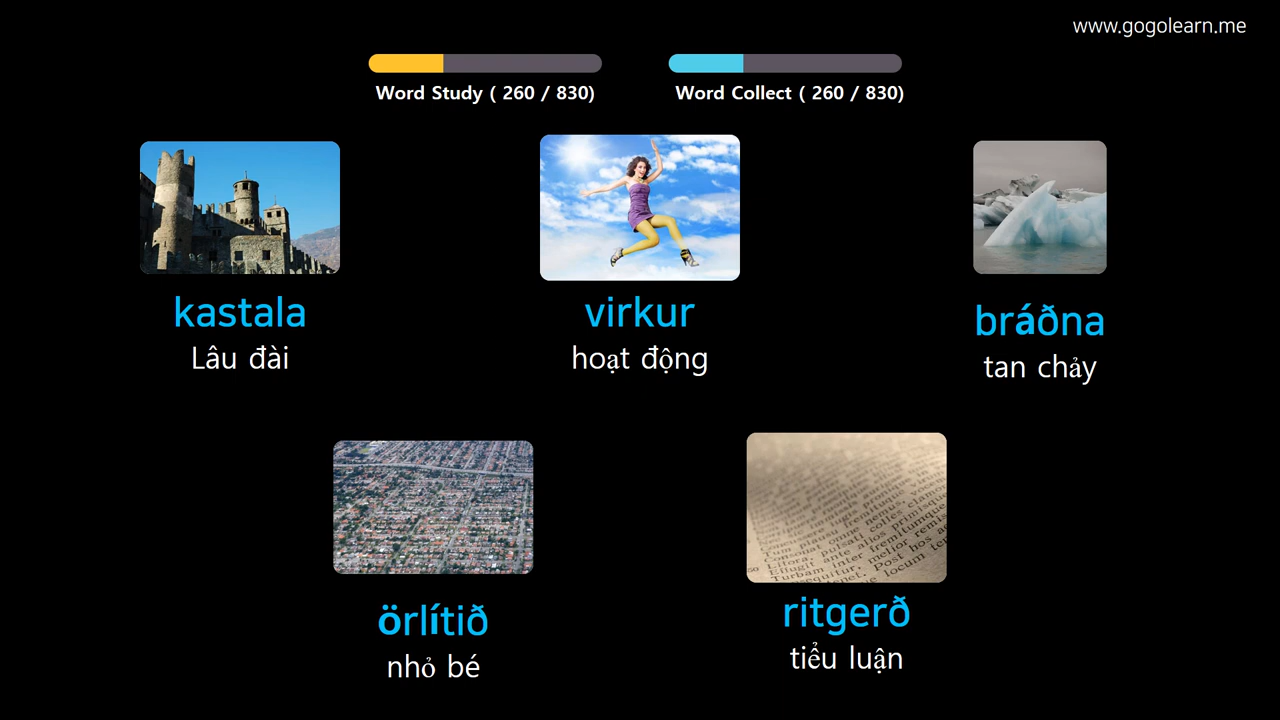 www.gogolearn.me
Word Study ( 260 / 830)
Word Collect ( 260 / 830)
kastala
Lâu đài
virkur
hoạt động
bráðna
tan chảy
örlítið
nhỏ bé
ritgerð
tiểu luận